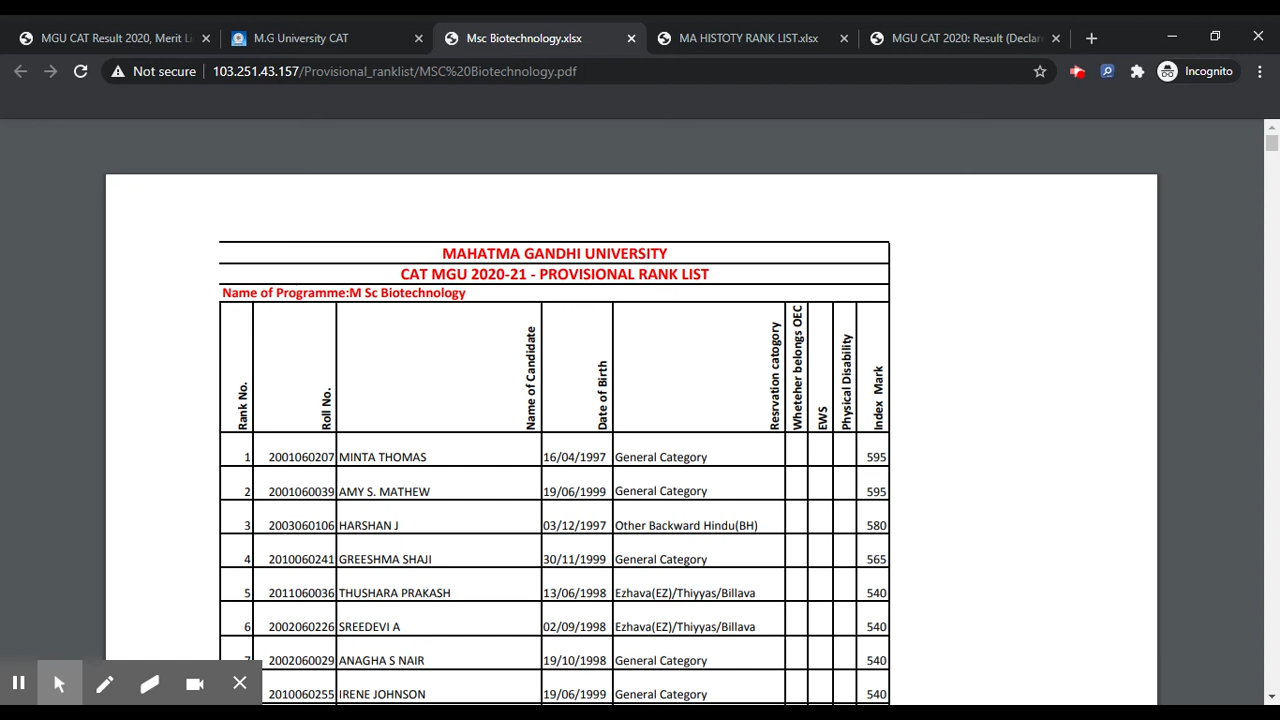 MGU CAT Result 2020, Merit Li
M.G University CAT
Msc Biotechnology.xlsx
MA HISTOTY RANK LIST.xlsx
MGU CAT 2020: Result (Declare
Not secure
103.251.43.157/Provisional_ranklist/MSC%20Biotechnology.pdf
Incognito
MAHATMA GANDHI UNIVERSITY
CAT MGU 2020-21 - PROVISIONAL RANK LIST
Name of Programme:M Sc Biotechnology
Rank No. Roll No. Name of Candidate Date of Birth Resrvation catogory Wheteher belongs OEC EWS Physical Disability Index Mark
1 2001060207 MINTA THOMAS 16/04/1997 General Category 595
2 2001060039 AMY S. MATHEW 19/06/1999 General Category 595
3 2003060106 HARSHAN J 03/12/1997 Other Backward Hindu(BH) 580
4 2010060241 GREESHMA SHAJI 30/11/1999 General Category 565
5 2011060036 THUSHARA PRAKASH 13/06/1998 Ezhava(EZ)/Thiyyas/Billava 540
6 2002060226 SREEDEVI A 02/09/1998 Ezhava(EZ)/Thiyyas/Billava 540
7 2002060029 ANAGHA S NAIR 19/10/1998 General Category 540
2010060255 IRENE JOHNSON 19/06/1999 General Category 540